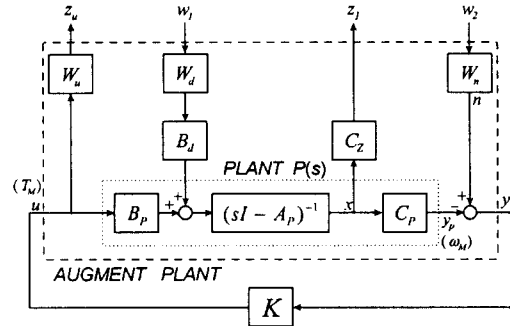 z_u w_1 z_1 w_2
W_u W_d W_n
n
B_d C_Z
PLANT P(s)
(T_M)
u B_P + + (sI − A_P)^{-1} x C_P − + y
y_P
(ω_M)
AUGMENT PLANT
K